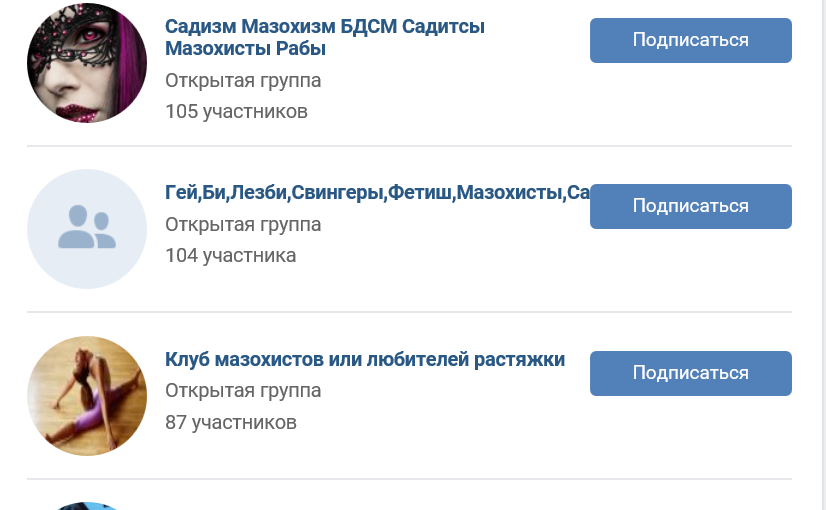 Садизм Мазохизм БДСМ Садитсы
Мазохисты Рабы
Открытая группа
105 участников
Подписаться
Гей,Би,Лезби,Свингеры,Фетиш,Мазохисты,Са
Открытая группа
104 участника
Подписаться
Клуб мазохистов или любителей растяжки
Открытая группа
87 участников
Подписаться